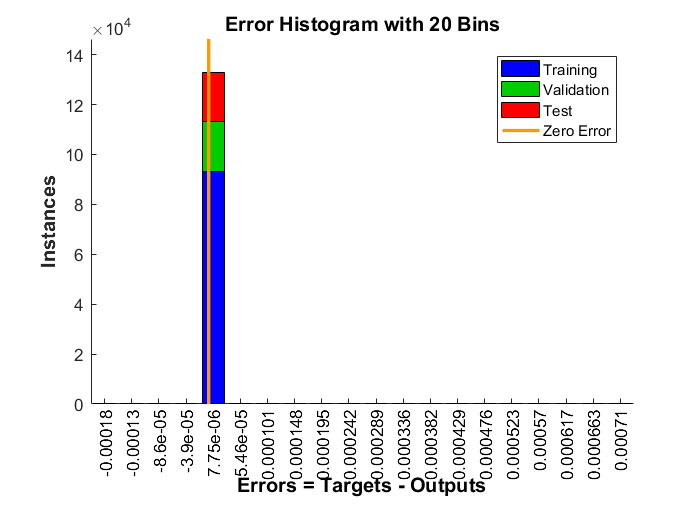 Error Histogram with 20 Bins
×10⁴
14
12
10
8
6
4
2
0
Instances
Training
Validation
Test
Zero Error
-0.00018
-0.00013
-8.6e-05
-3.9e-05
7.75e-06
5.46e-05
0.000101
0.000148
0.000195
0.000242
0.000289
0.000336
0.000382
0.000429
0.000476
0.000523
0.00057
0.000617
0.000663
0.00071
Errors = Targets - Outputs